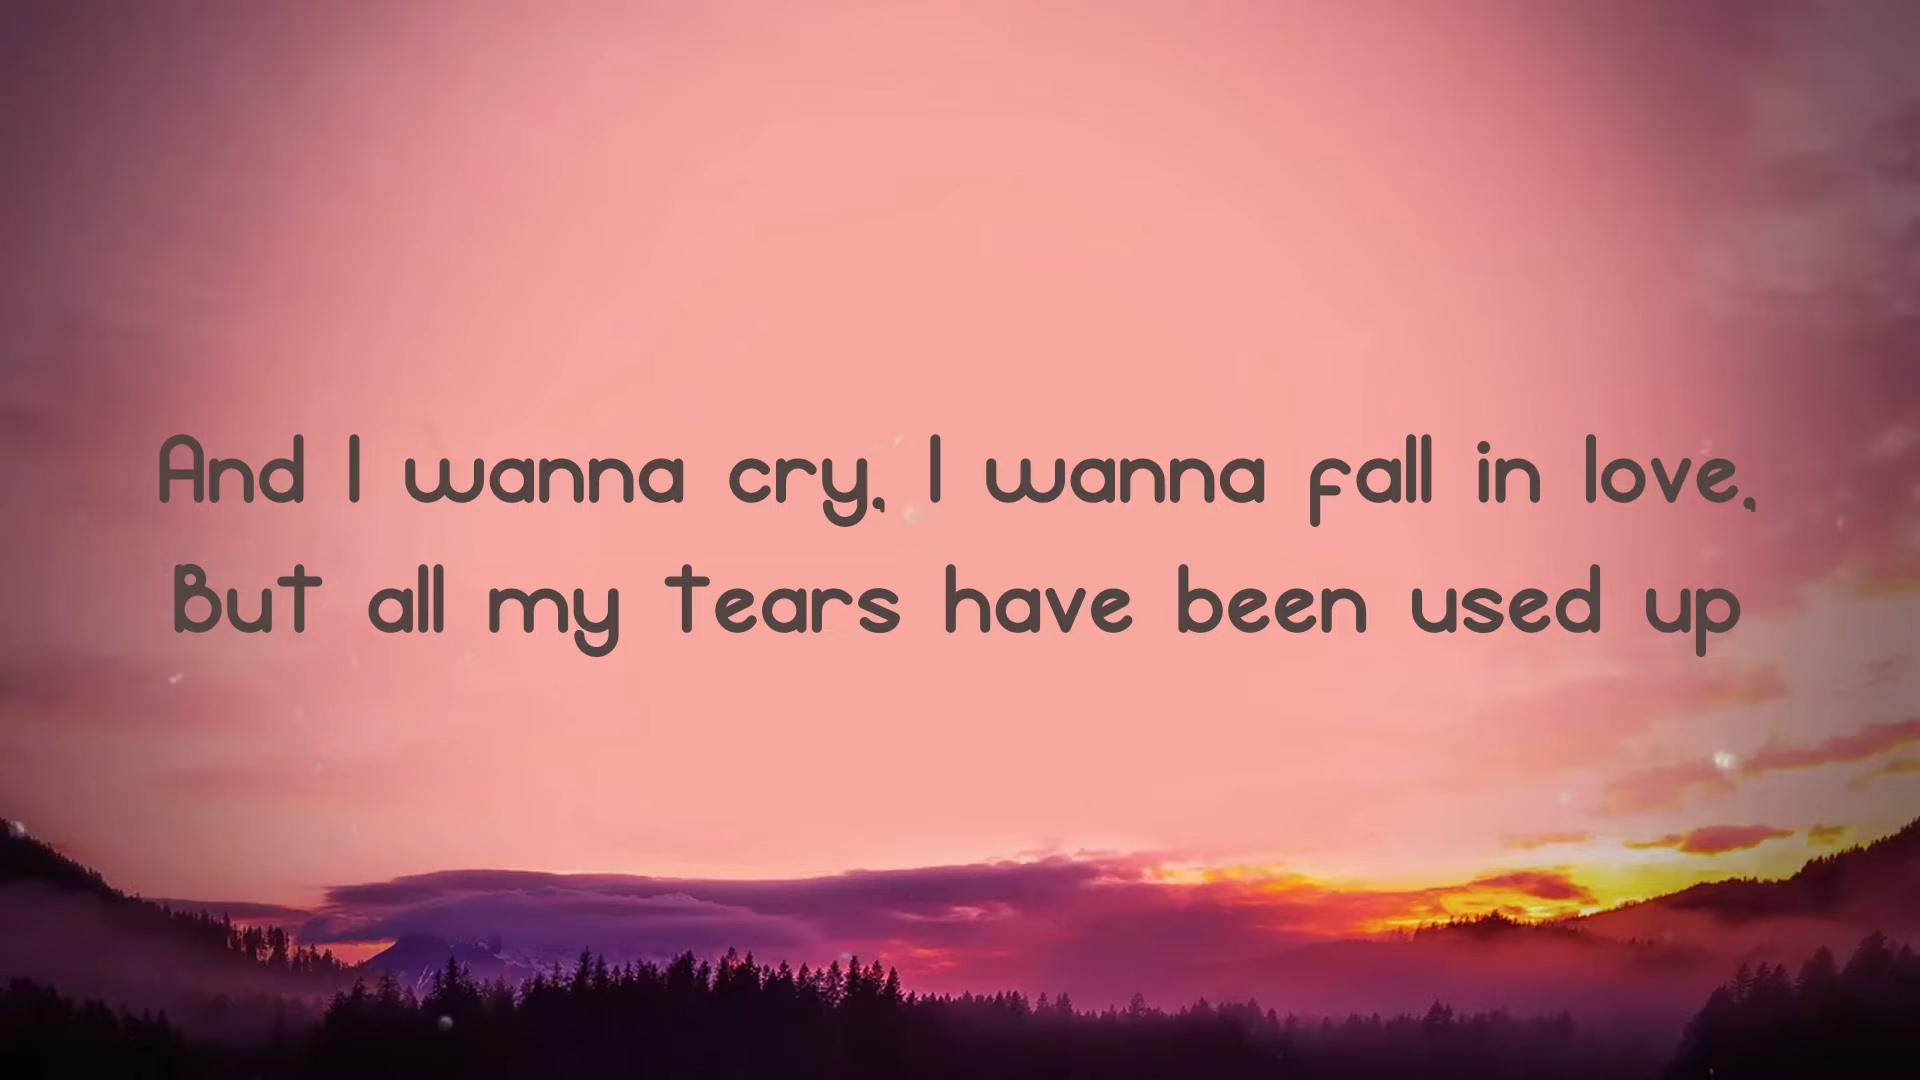 And I wanna cry, I wanna fall in love,
But all my tears have been used up